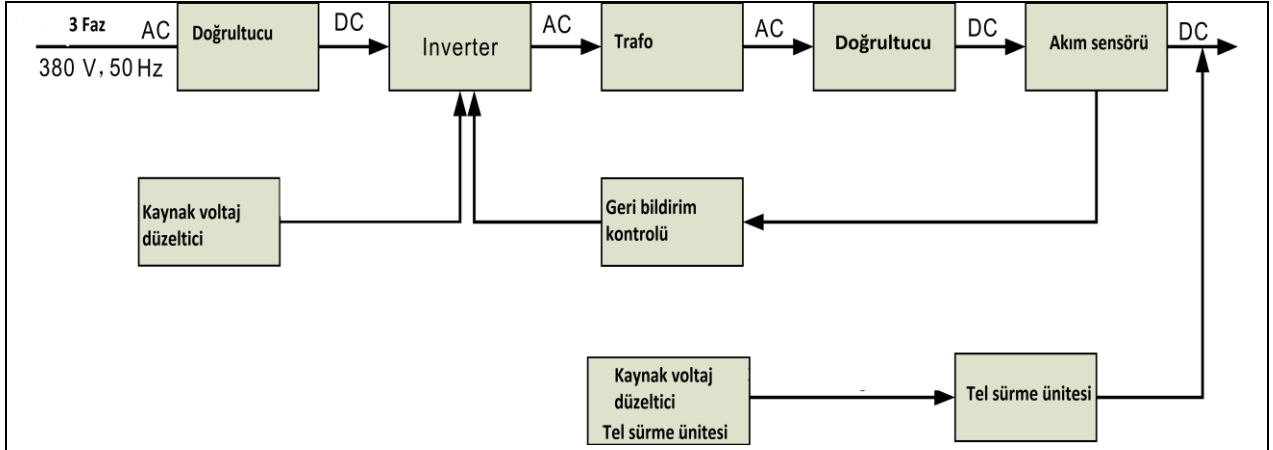 3 Faz
AC
380 V, 50 Hz
Doğrultucu
DC
Inverter
AC
Trafo
AC
Doğrultucu
DC
Akım sensörü
DC
Kaynak voltaj
düzeltici
Geri bildirim
kontrolü
Kaynak voltaj
düzeltici
Tel sürme ünitesi
Tel sürme ünitesi